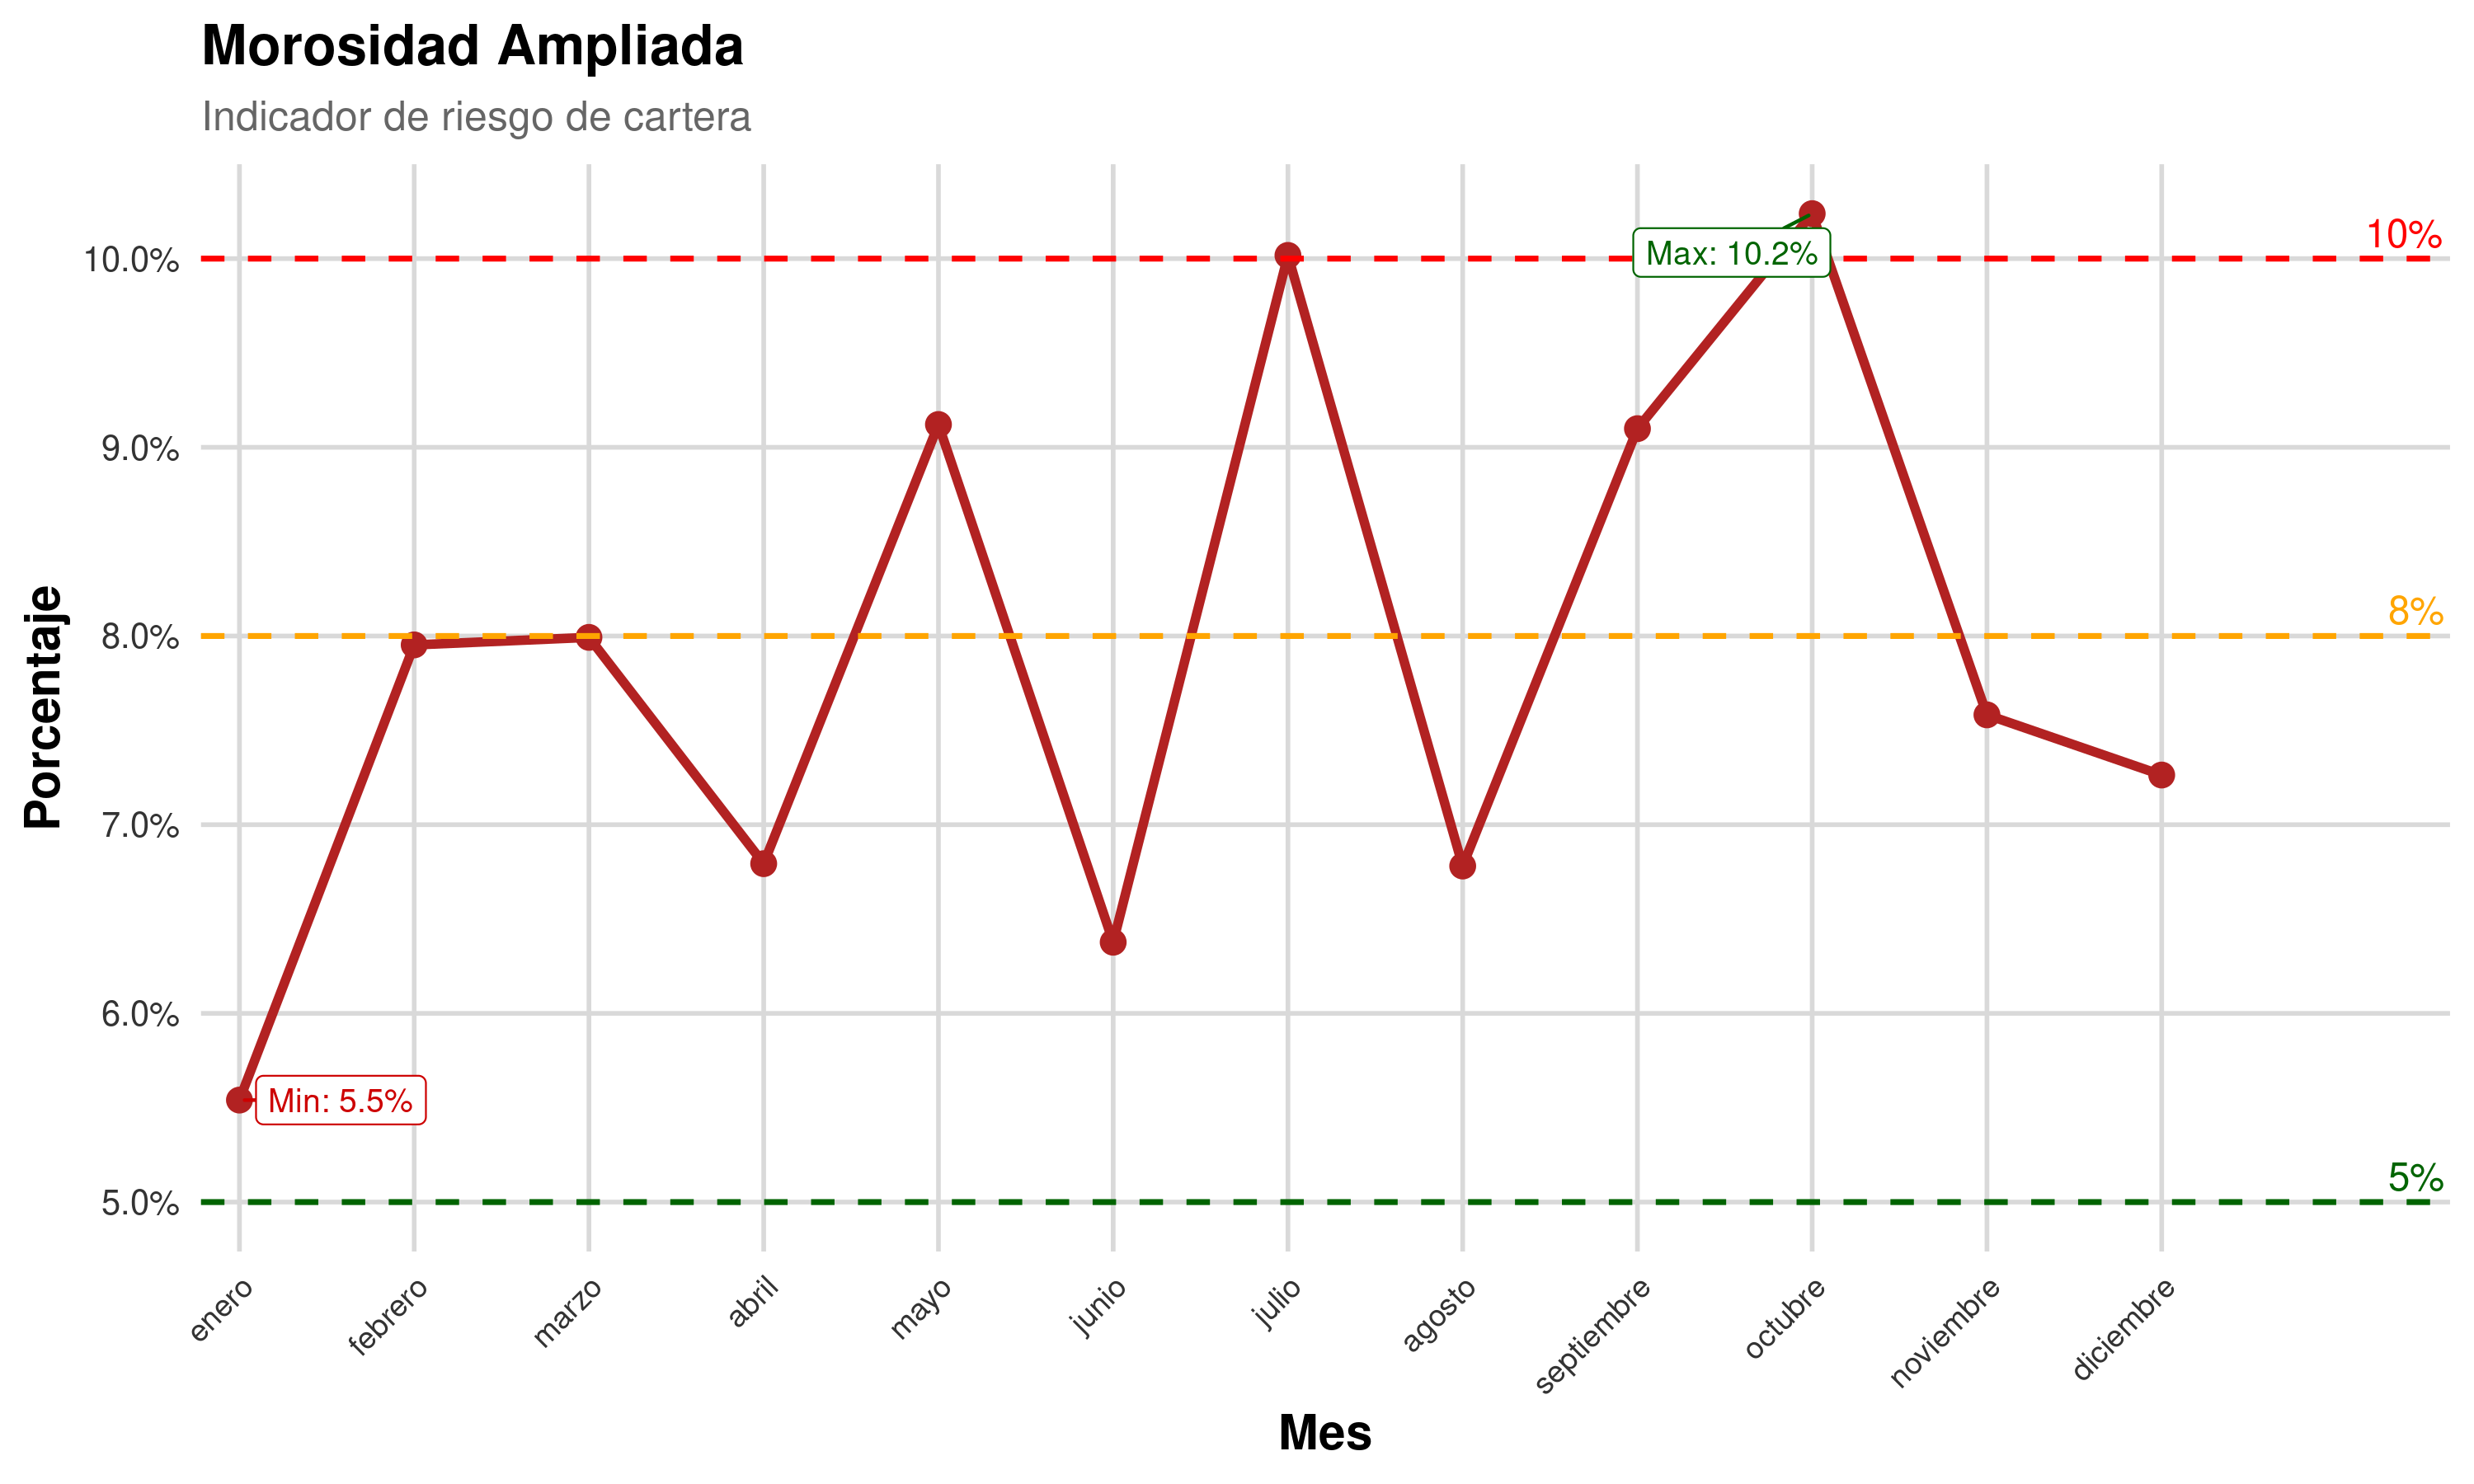 Morosidad Ampliada
Indicador de riesgo de cartera
Porcentaje
10.0%
9.0%
8.0%
7.0%
6.0%
5.0%
10%
8%
5%
Max: 10.2%
Min: 5.5%
enero
febrero
marzo
abril
mayo
junio
julio
agosto
septiembre
octubre
noviembre
diciembre
Mes